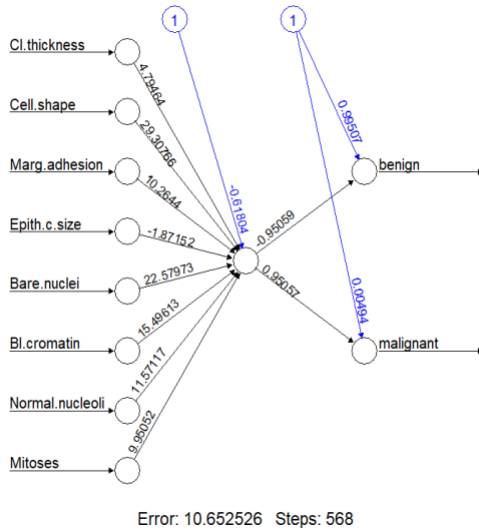 1
1
Cl.thickness
4.79464
Cell.shape
29.30766
0.99507
Marg.adhesion
10.2644
benign
-0.61804
Epith.c.size
-1.87152
-0.95059
Bare.nuclei
22.57973
0.95057
0.00494
Bl.cromatin
15.49613
malignant
Normal.nucleoli
11.57117
Mitoses
9.95052
Error: 10.652526 Steps: 568